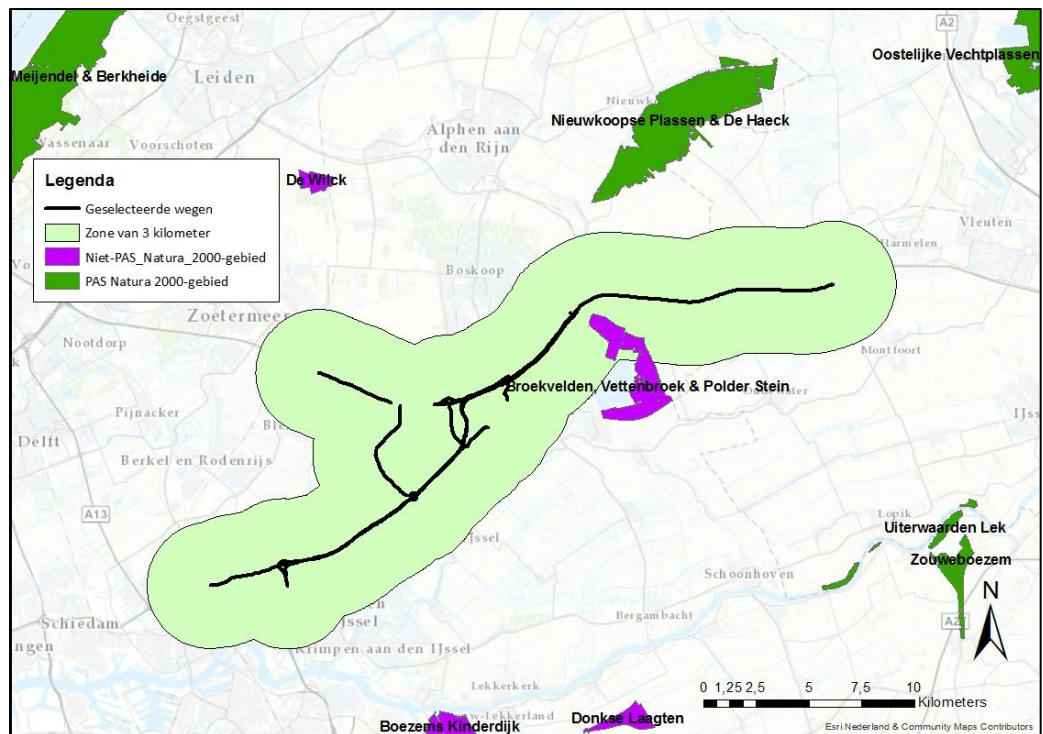 Oegstgeest
A2
Meijendel & Berkheide
Leiden
Oostelijke Vechtplassen
Nieuwkoopse Plassen & De Haeck
Alphen aan
den Rijn
Wassenaar
Voorschoten
De Wilck
Legenda
Geselecteerde wegen
Zone van 3 kilometer
Niet-PAS_Natura_2000-gebied
PAS Natura 2000-gebied
Vleuten
Harmelen
Boskoop
Zoetermeer
Nootdorp
Montfoort
Broekvelden, Vettenbroek & Polder Stein
Pijnacker
Delft
Berkel en Rodenrijs
A13
Lopik
Uiterwaarden Lek
Zouweboezem
Schoonhoven
N
Bergambacht
Schiedam
IJssel
Krimpen aan den IJssel
Lekkerkerk
0 1,25 2,5 5 7,5 10
Kilometers
Donkse Laagten
Boezems Kinderdijk
Esri Nederland & Community Maps Contributors